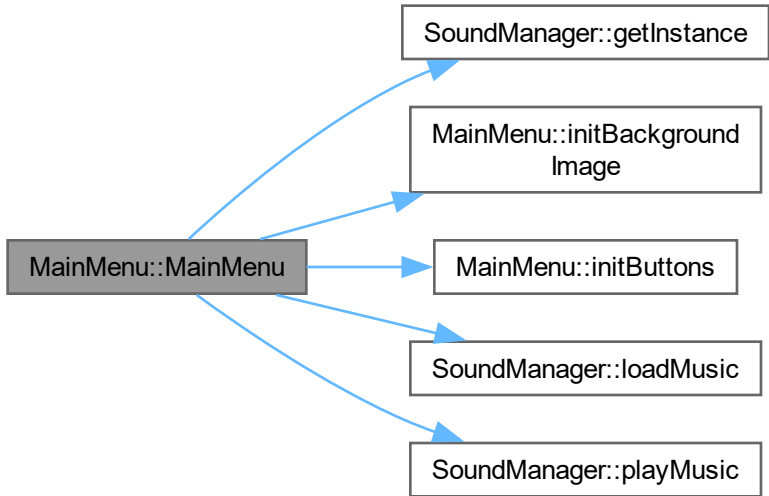 SoundManager::getInstance
MainMenu::initBackground
Image
MainMenu::MainMenu
MainMenu::initButtons
SoundManager::loadMusic
SoundManager::playMusic